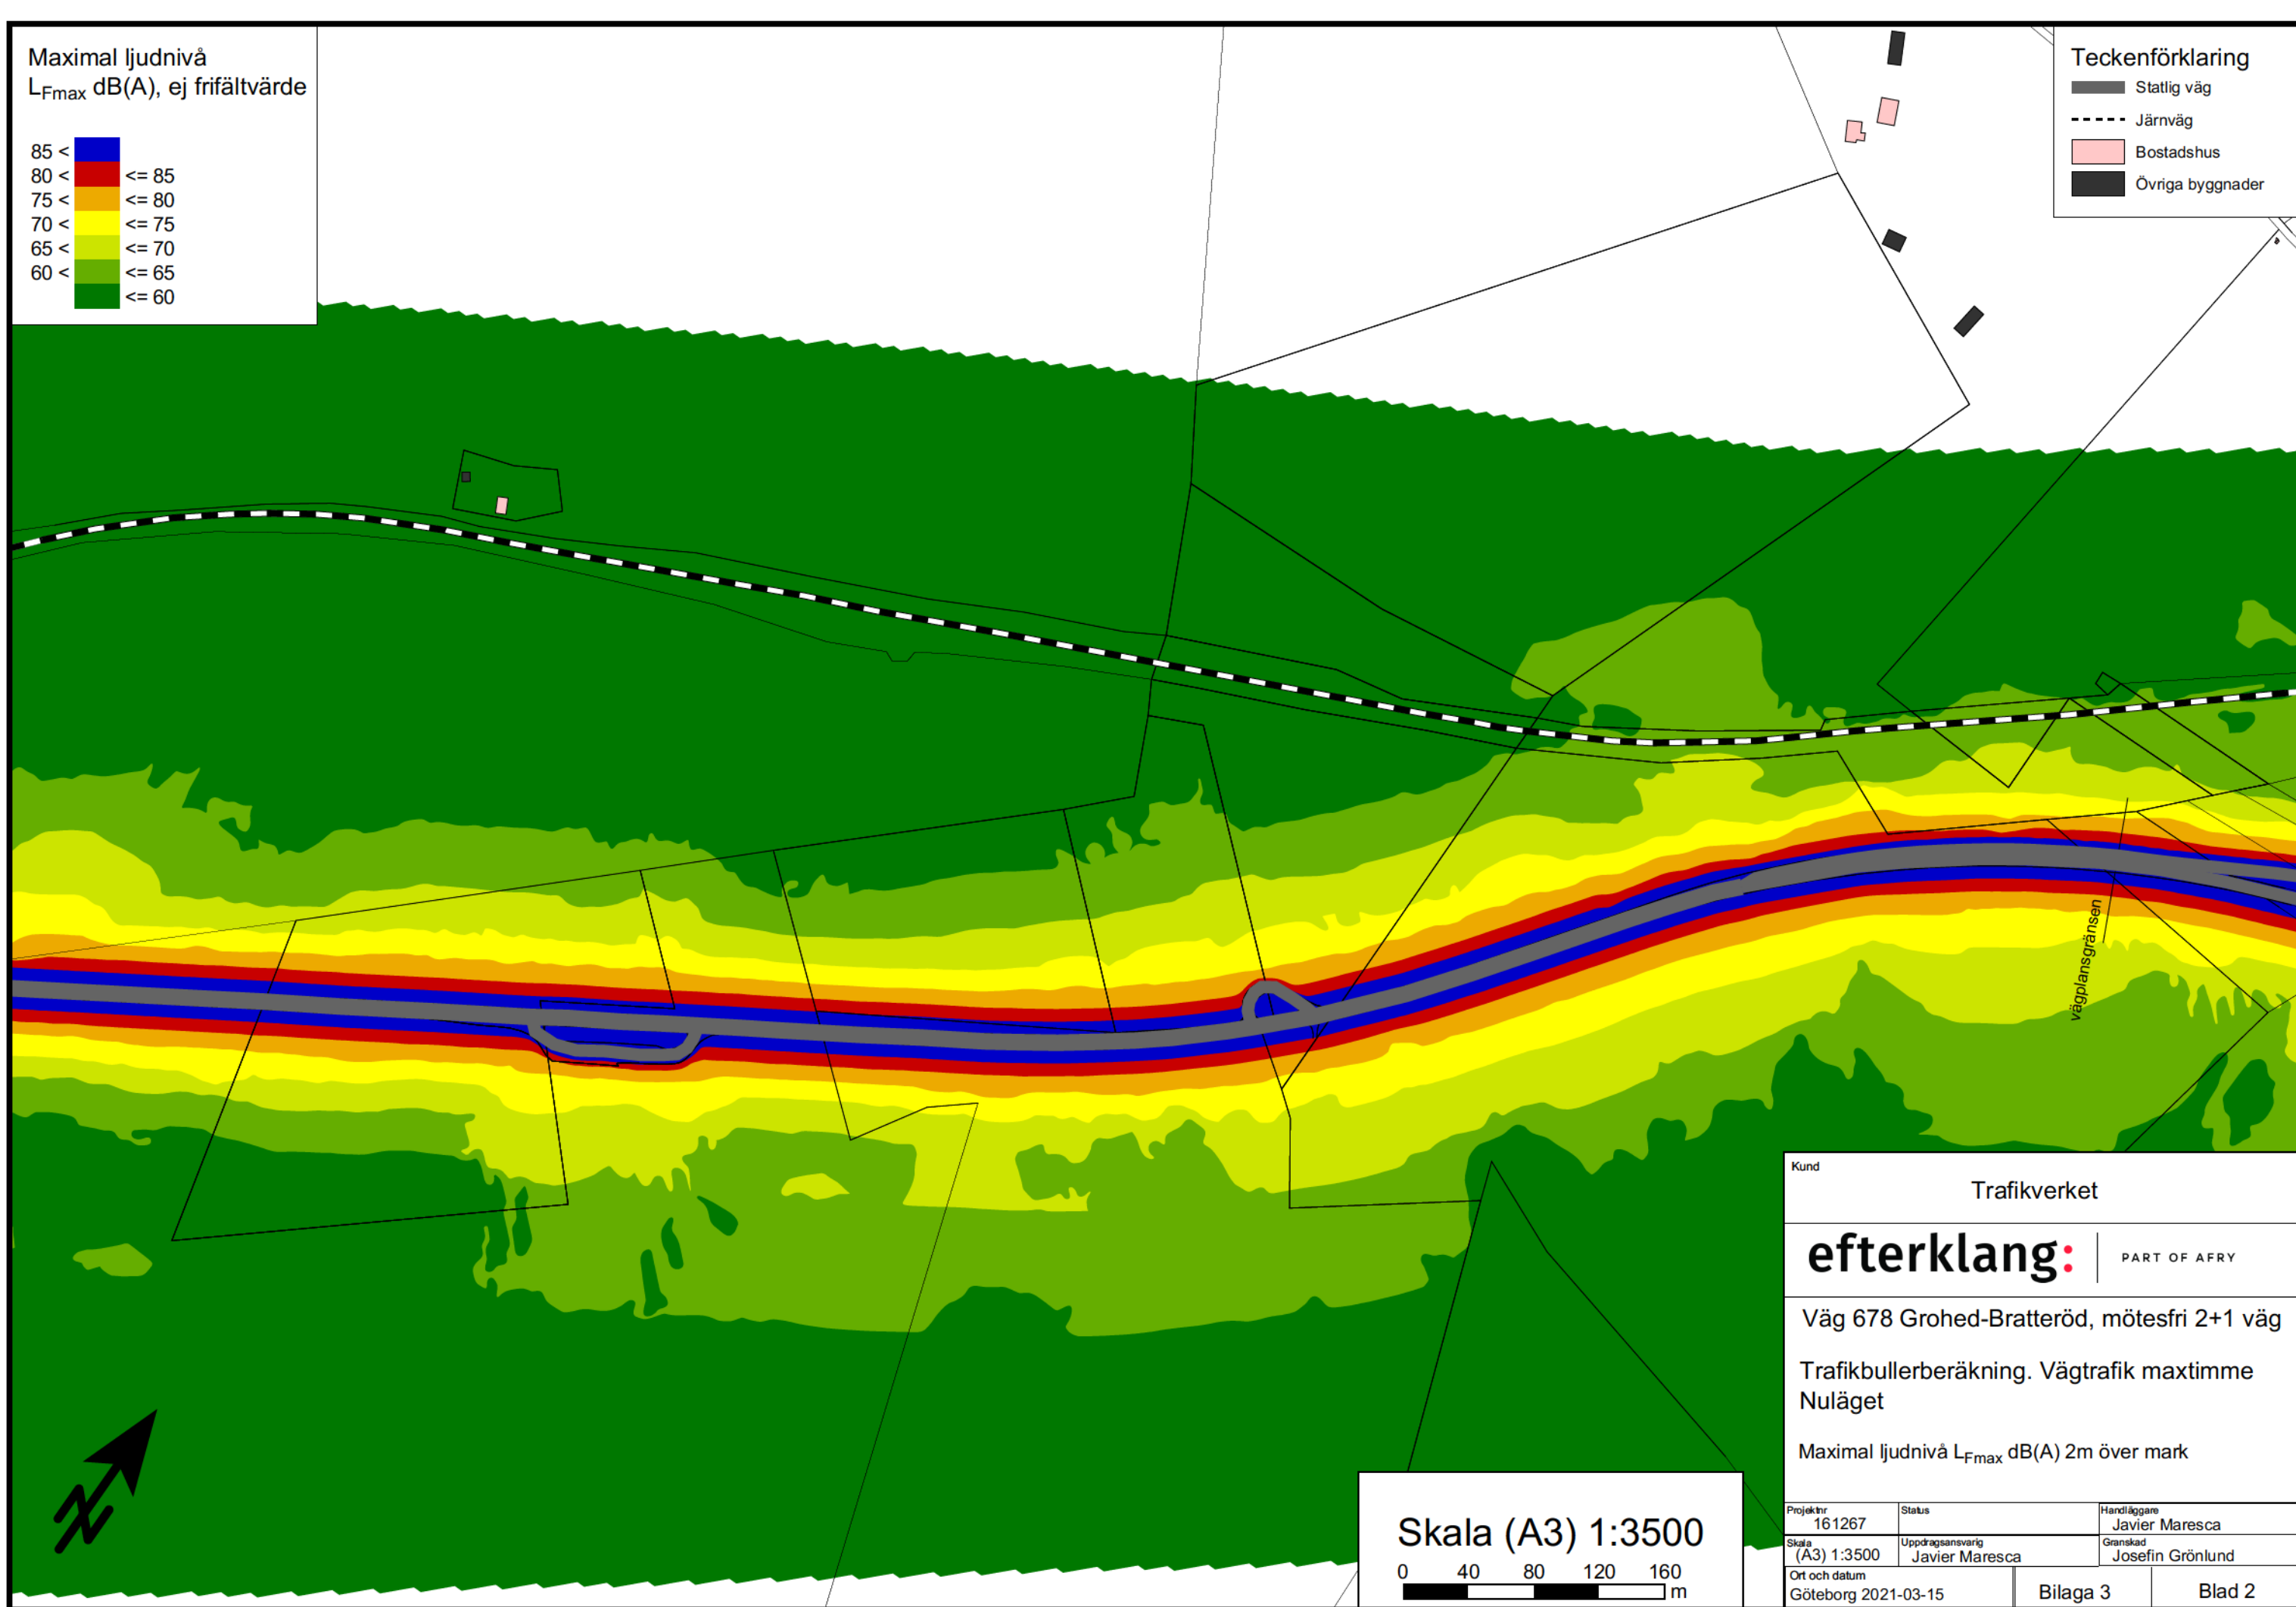 Maximal ljudnivå
LFmax dB(A), ej frifältvärde
85 <
80 < <= 85
75 < <= 80
70 < <= 75
65 < <= 70
60 < <= 65
<= 60
Teckenförklaring
Statlig väg
Järnväg
Bostadshus
Övriga byggnader
vägplansgränsen
N
Skala (A3) 1:3500
0 40 80 120 160
m
Kund
Trafikverket
efterklang: PART OF AFRY
Väg 678 Grohed-Bratteröd, mötesfri 2+1 väg
Trafikbullerberäkning. Vägtrafik maxtimme
Nuläget
Maximal ljudnivå LFmax dB(A) 2m över mark
Projektnr Status Handläggare
161267 Javier Maresca
Skala Uppdragsansvarig Granskad
(A3) 1:3500 Javier Maresca Josefin Grönlund
Ort och datum
Göteborg 2021-03-15 Bilaga 3 Blad 2